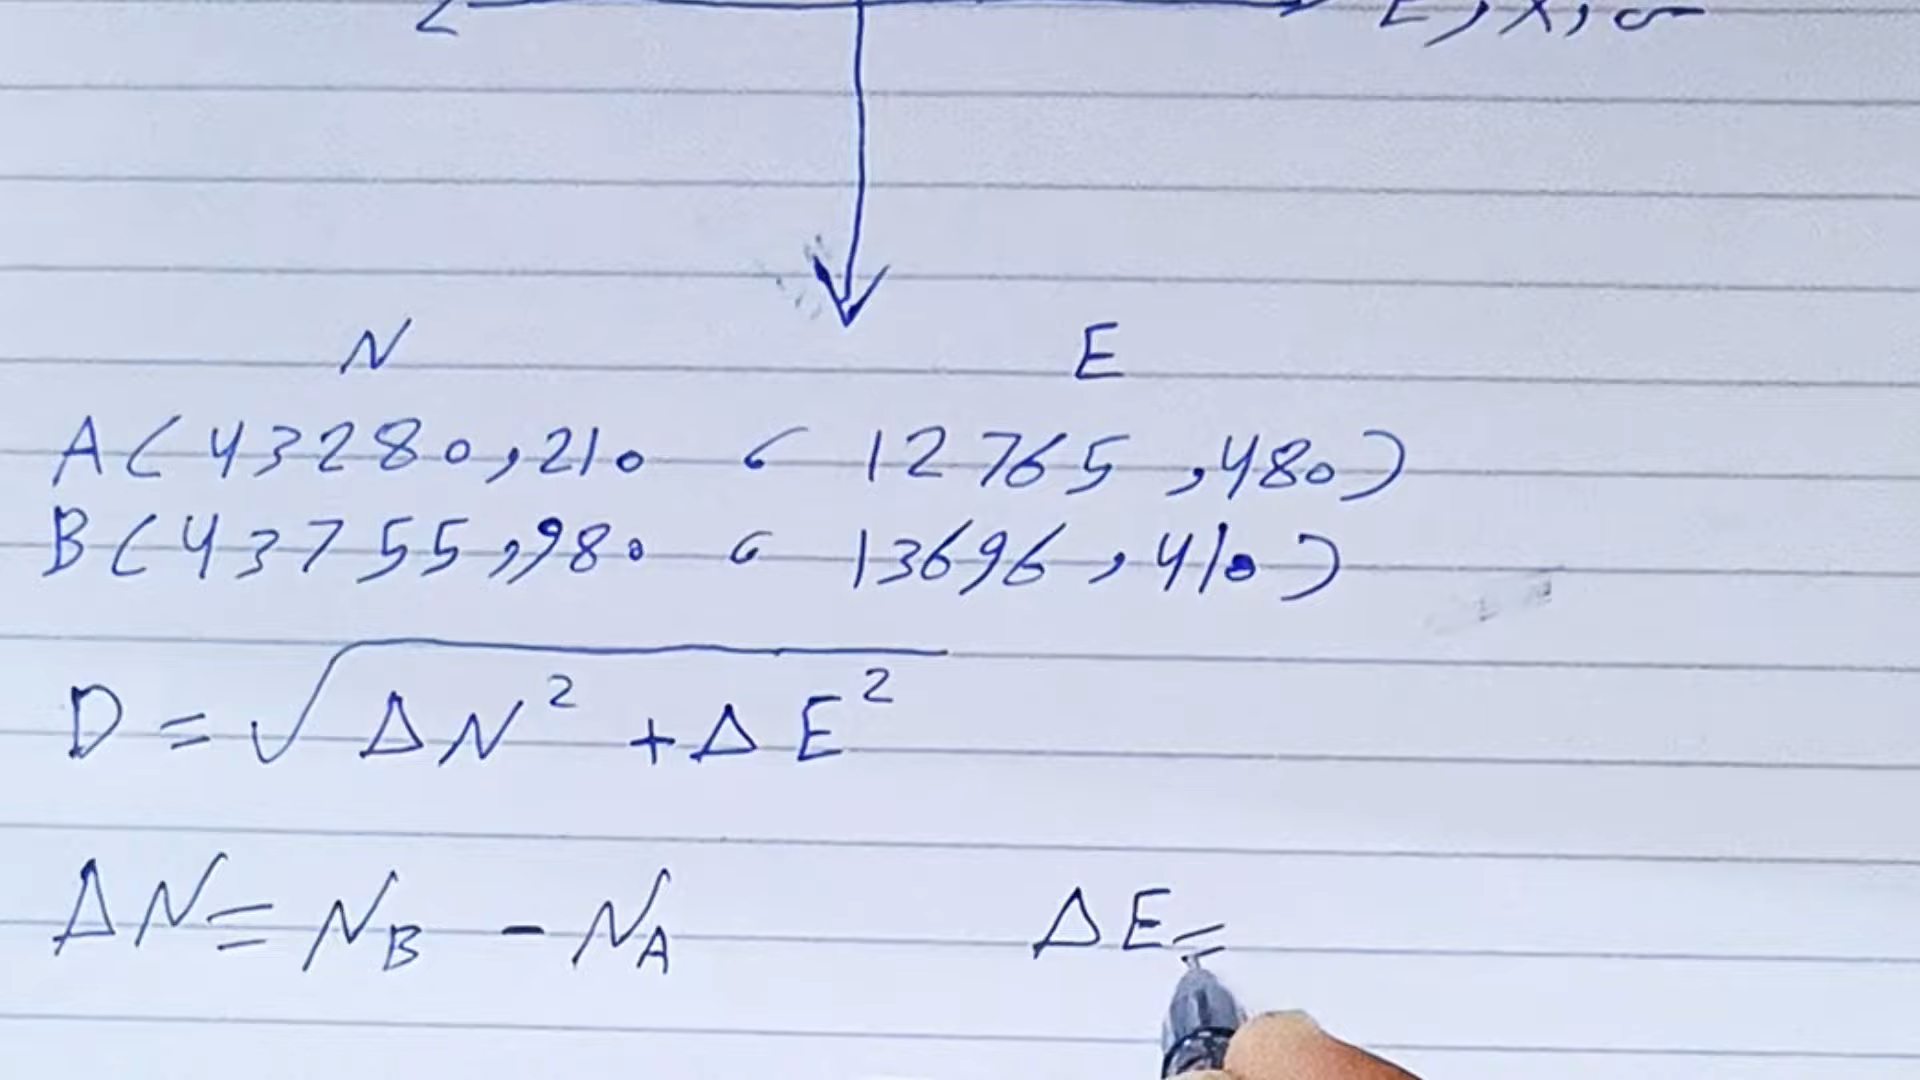 E, X,
N E
A(43280,210 ، 12765,480)
B(43755,980 ، 13696,410)
D = √ΔN² + ΔE²
ΔN = N_B - N_A ΔE =